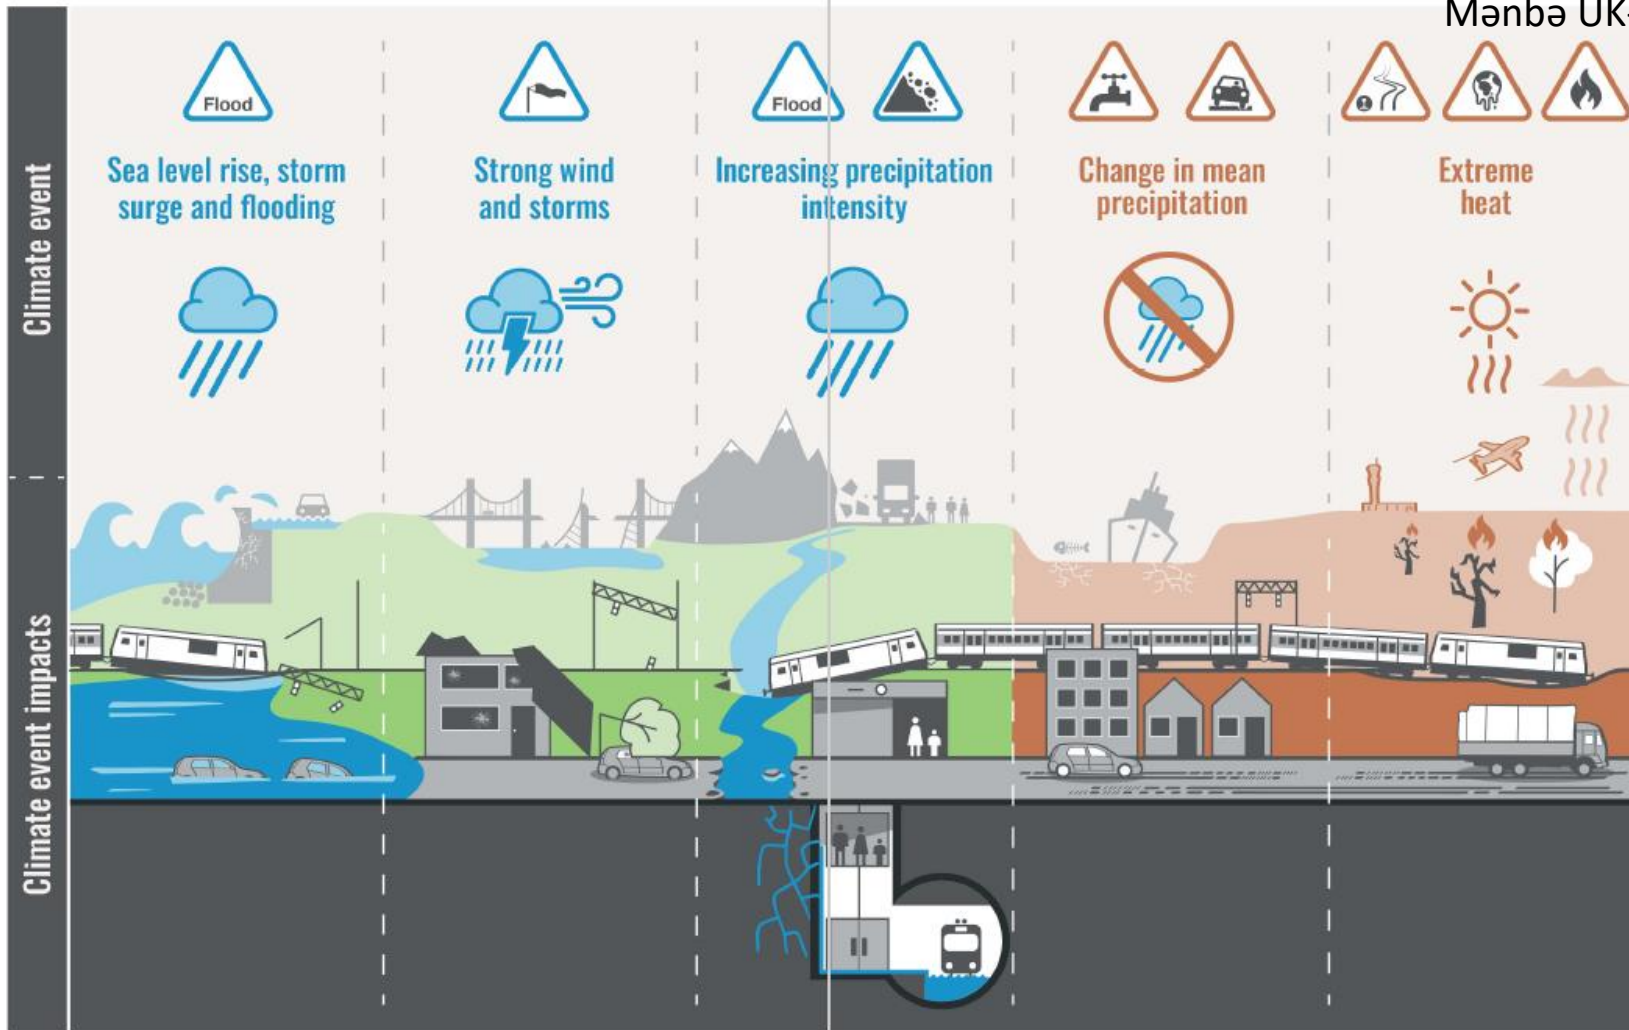 Mənbə UK-
Flood
Flood
Sea level rise, storm
surge and flooding
Strong wind
and storms
Increasing precipitation
intensity
Change in mean
precipitation
Extreme
heat
Climate event
Climate event impacts